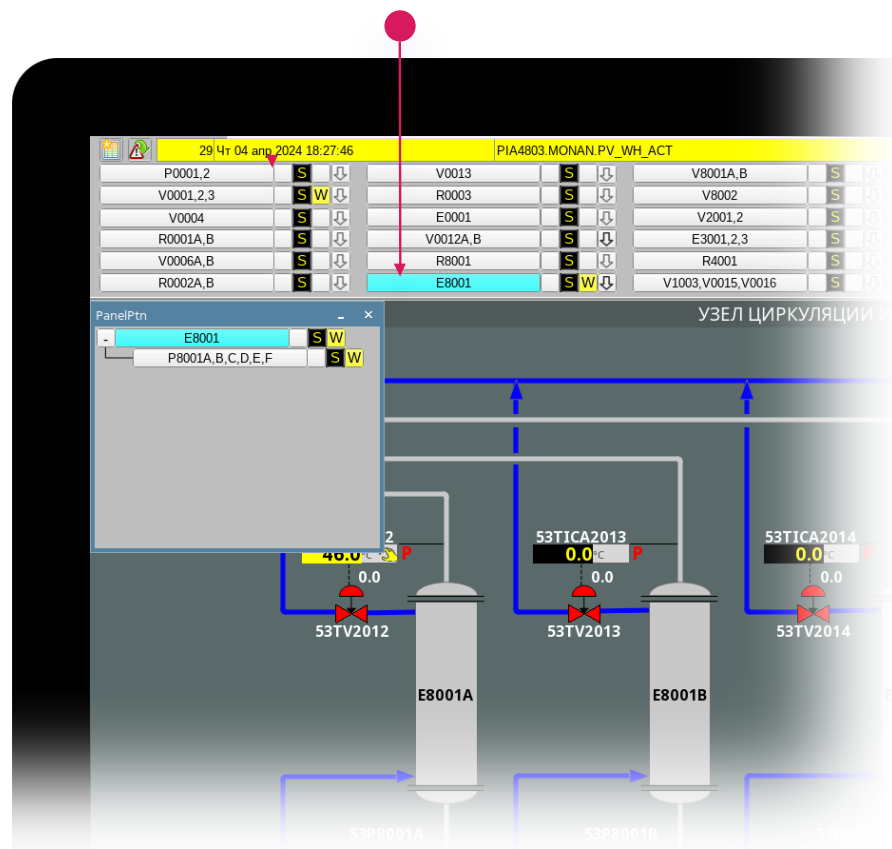 29 Чт 04 апр 2024 18:27:46 PIA4803.MONAN.PV_WH_ACT
P0001,2 S V0013 S V8001A,B S
V0001,2,3 S W R0003 S V8002 S
V0004 S E0001 S V2001,2 S
R0001A,B S V0012A,B S E3001,2,3 S
V0006A,B S R8001 S R4001 S
R0002A,B S E8001 S W V1003,V0015,V0016 S
PanelPtn
УЗЕЛ ЦИРКУЛЯЦИИ И
- E8001 S W
P8001A,B,C,D,E,F S W
2 53TICA2013 53TICA2014
46.0 °C P 0.0 °C P 0.0 °C
0.0 0.0 0.0
53TV2012 53TV2013 53TV2014
E8001A E8001B
53P8001A 53P8001B